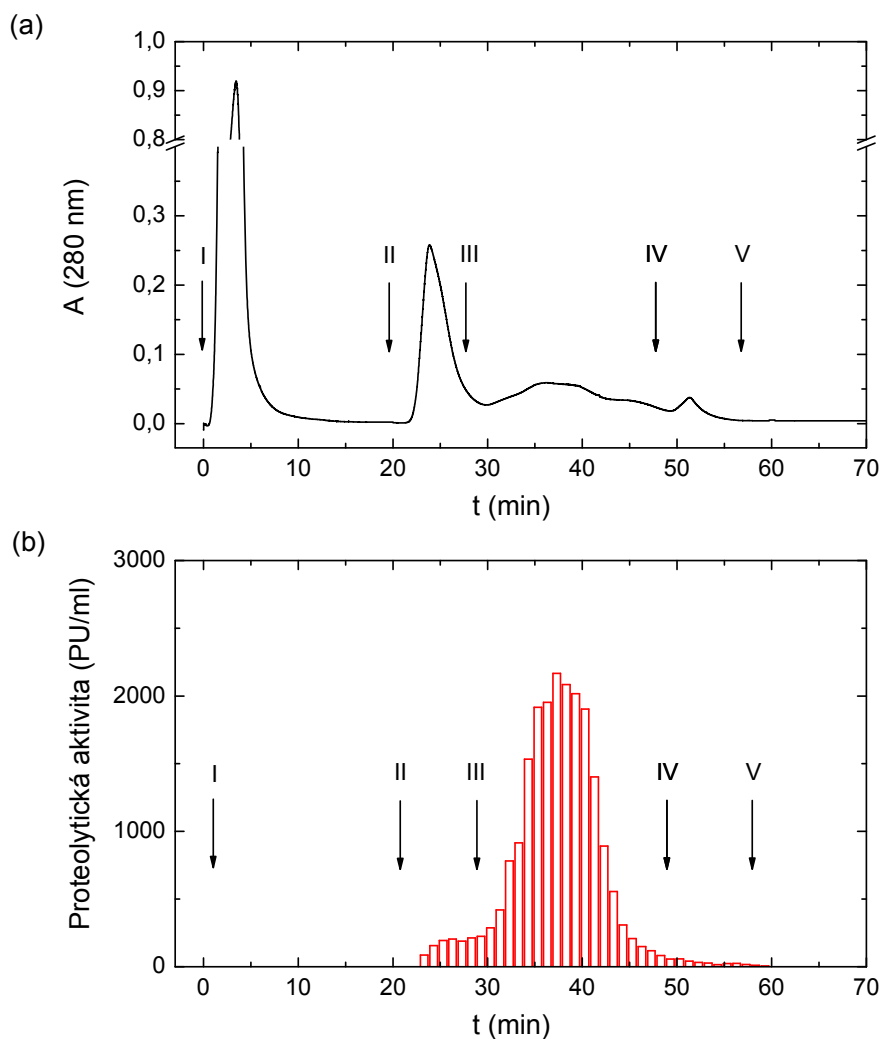 (a)
1,0
0,9
0,8
0,3
0,2
0,1
0,0
A (280 nm)
I II III IV V
0 10 20 30 40 50 60 70
t (min)
(b)
3000
2000
1000
0
Proteolytická aktivita (PU/ml)
I II III IV V
0 10 20 30 40 50 60 70
t (min)